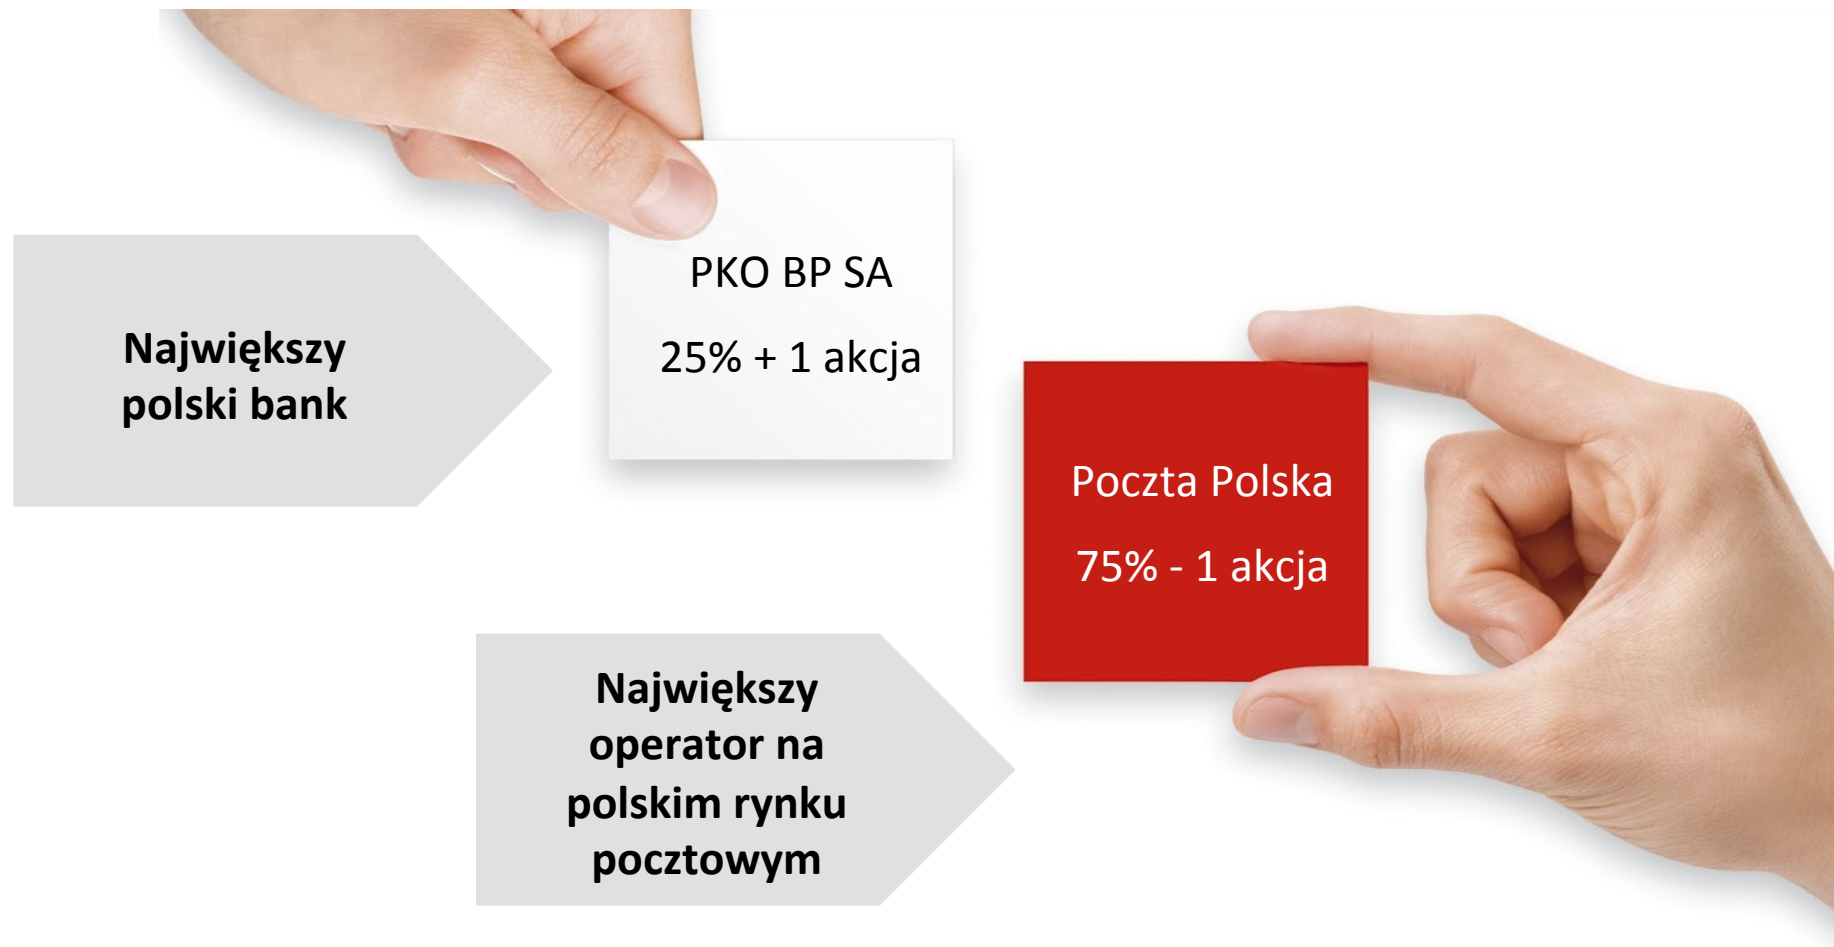 PKO BP SA
25% + 1 akcja
Największy
polski bank
Poczta Polska
75% - 1 akcja
Największy
operator na
polskim rynku
pocztowym